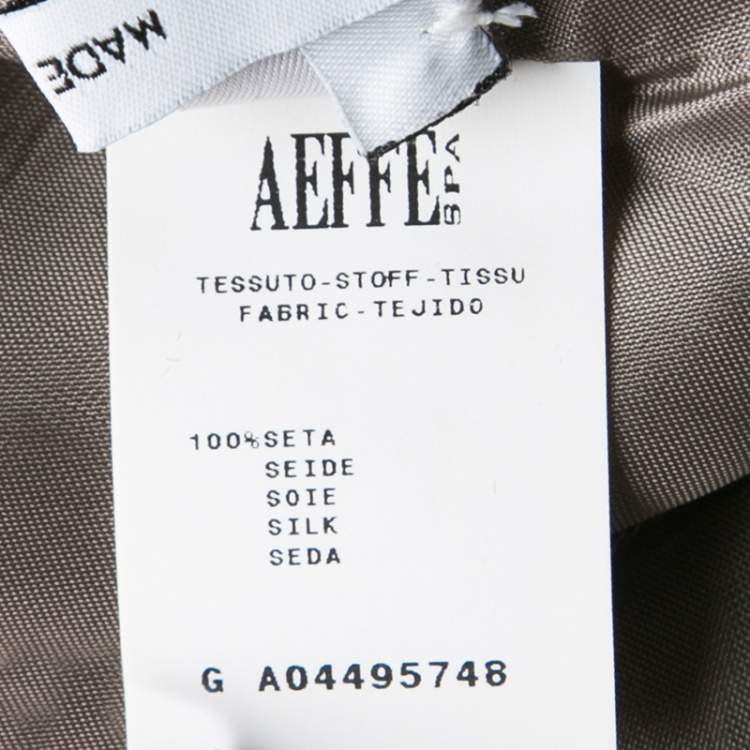 MADE
AEFFE SPA
TESSUTO-STOFF-TISSU
FABRIC-TEJIDO
100%SETA
SEIDE
SOIE
SILK
SEDA
G A04495748